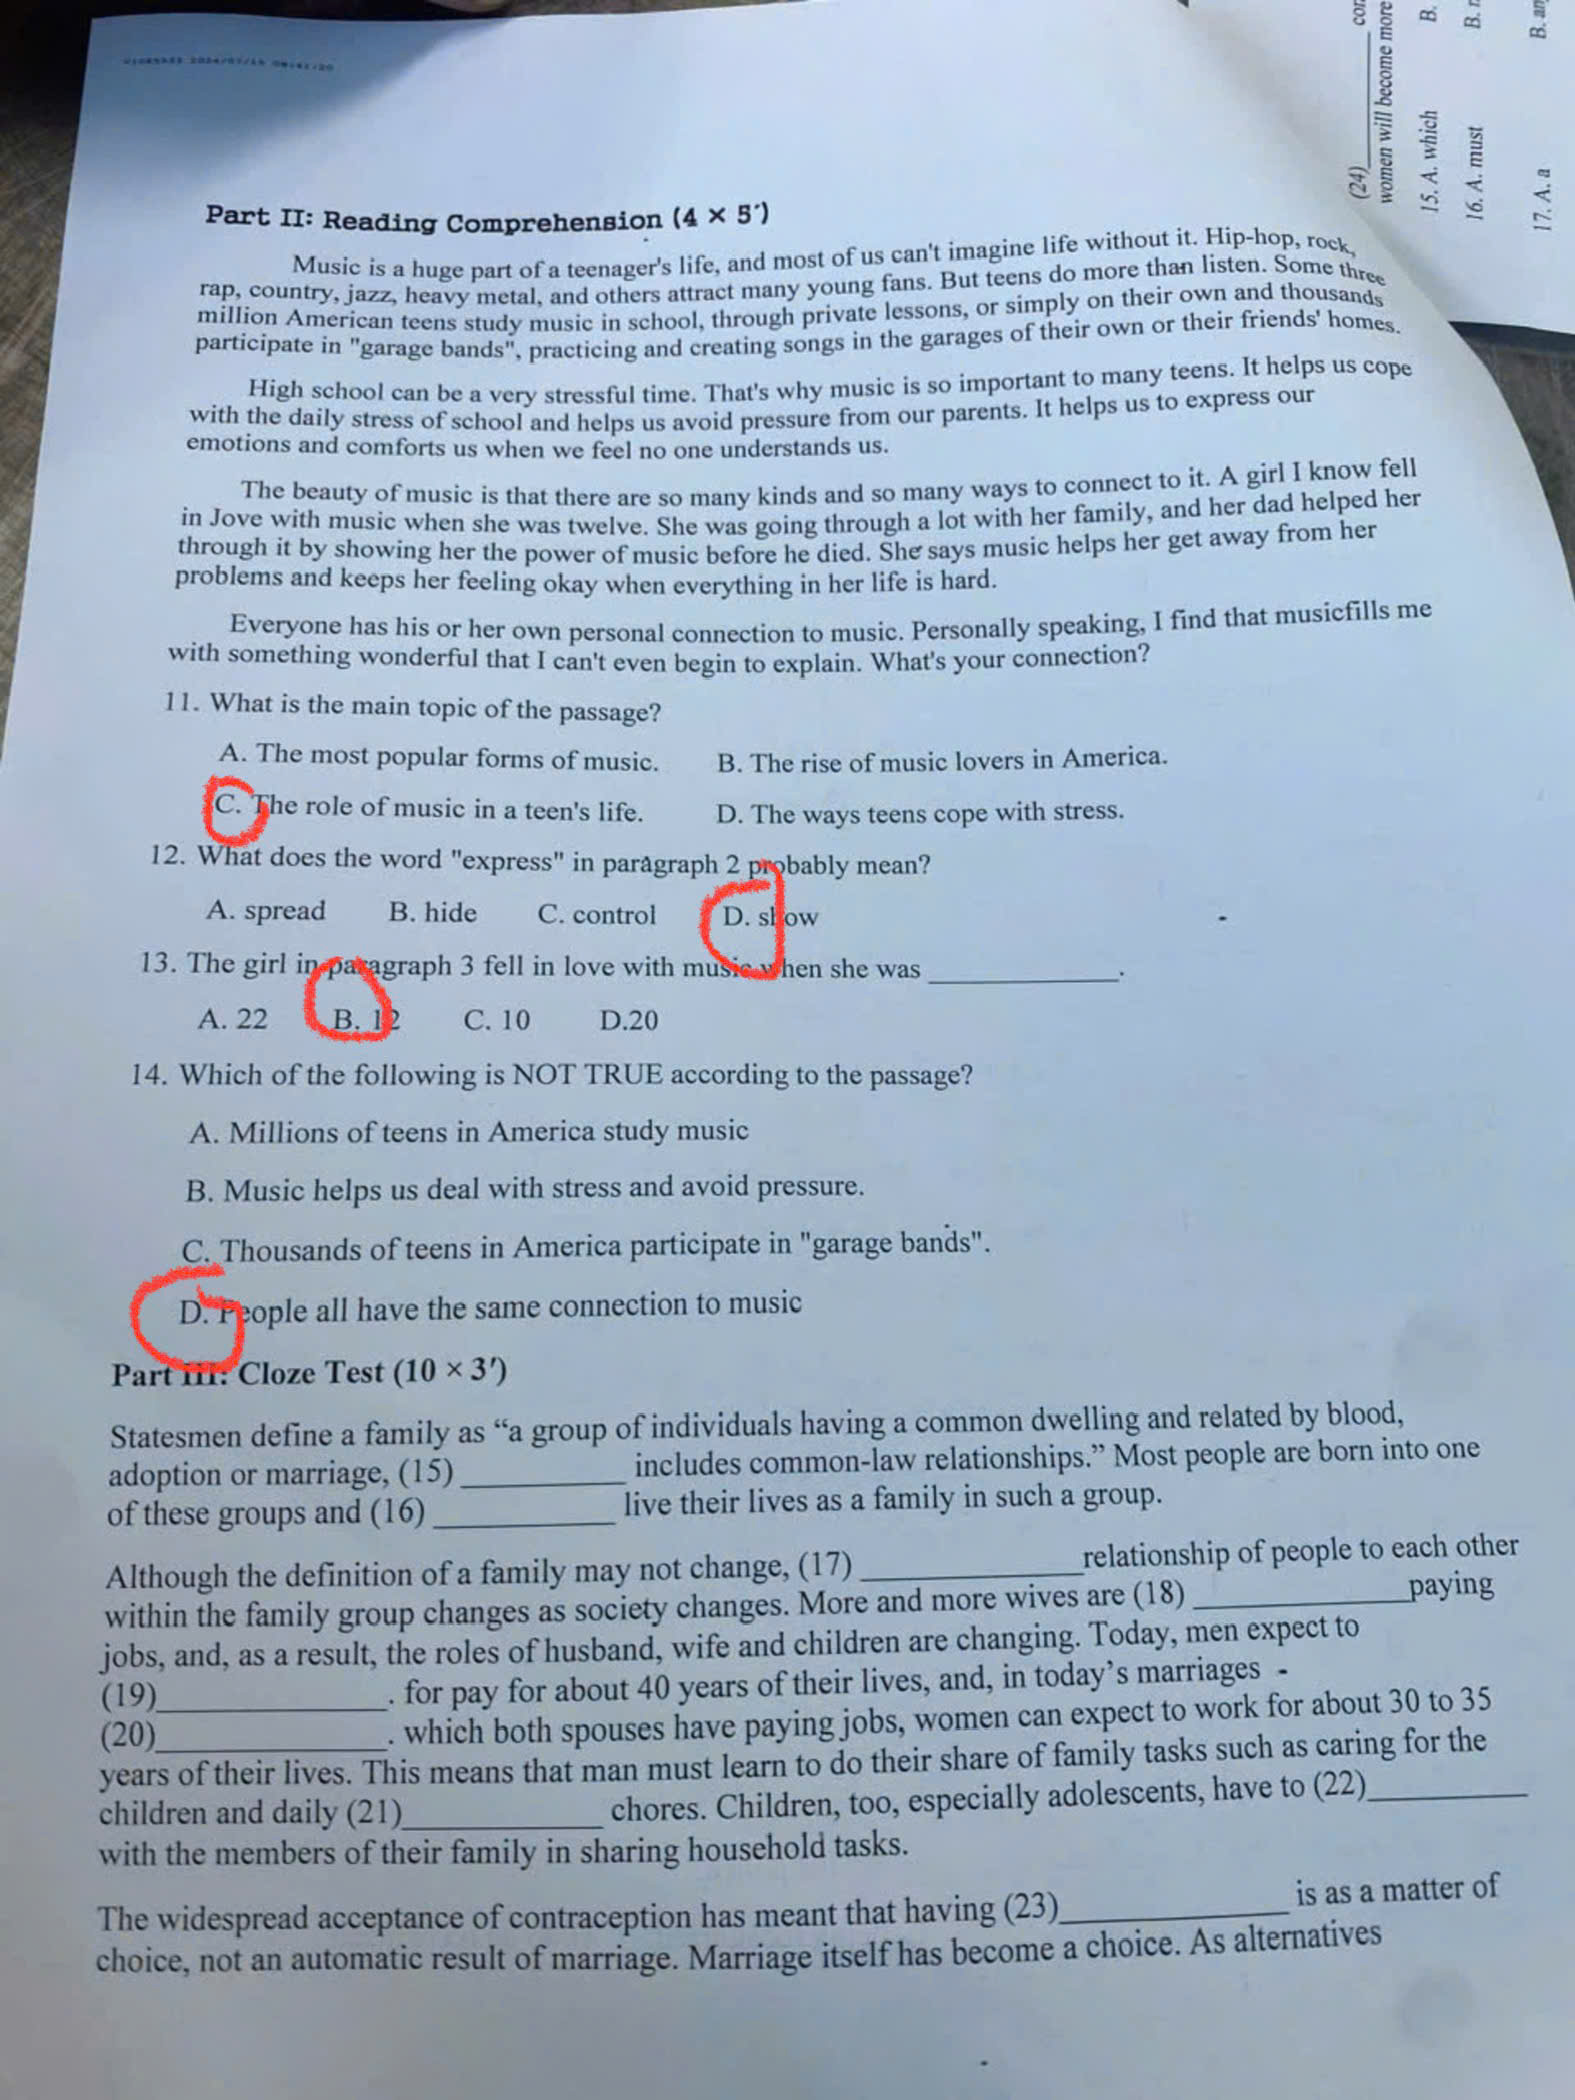 Part II: Reading Comprehension (4 × 5′)
Music is a huge part of a teenager's life, and most of us can't imagine life without it. Hip-hop, rock,
rap, country, jazz, heavy metal, and others attract many young fans. But teens do more than listen. Some three
million American teens study music in school, through private lessons, or simply on their own and thousands
participate in "garage bands", practicing and creating songs in the garages of their own or their friends' homes.
High school can be a very stressful time. That's why music is so important to many teens. It helps us cope
with the daily stress of school and helps us avoid pressure from our parents. It helps us to express our
emotions and comforts us when we feel no one understands us.
The beauty of music is that there are so many kinds and so many ways to connect to it. A girl I know fell
in Jove with music when she was twelve. She was going through a lot with her family, and her dad helped her
through it by showing her the power of music before he died. She says music helps her get away from her
problems and keeps her feeling okay when everything in her life is hard.
Everyone has his or her own personal connection to music. Personally speaking, I find that musicfills me
with something wonderful that I can't even begin to explain. What's your connection?
11. What is the main topic of the passage?
A. The most popular forms of music. B. The rise of music lovers in America.
C. The role of music in a teen's life. D. The ways teens cope with stress.
12. What does the word "express" in paragraph 2 probably mean?
A. spread B. hide C. control D. show
13. The girl in paragraph 3 fell in love with music when she was ____________.
A. 22 B. 12 C. 10 D.20
14. Which of the following is NOT TRUE according to the passage?
A. Millions of teens in America study music
B. Music helps us deal with stress and avoid pressure.
C. Thousands of teens in America participate in "garage bands".
D. People all have the same connection to music
Part III: Cloze Test (10 × 3′)
Statesmen define a family as “a group of individuals having a common dwelling and related by blood,
adoption or marriage, (15) ____________ includes common-law relationships.” Most people are born into one
of these groups and (16) ____________ live their lives as a family in such a group.
Although the definition of a family may not change, (17) ____________ relationship of people to each other
within the family group changes as society changes. More and more wives are (18) ____________ paying
jobs, and, as a result, the roles of husband, wife and children are changing. Today, men expect to
(19)____________. for pay for about 40 years of their lives, and, in today’s marriages -
(20)____________. which both spouses have paying jobs, women can expect to work for about 30 to 35
years of their lives. This means that man must learn to do their share of family tasks such as caring for the
children and daily (21)____________ chores. Children, too, especially adolescents, have to (22)____________
with the members of their family in sharing household tasks.
The widespread acceptance of contraception has meant that having (23)____________ is as a matter of
choice, not an automatic result of marriage. Marriage itself has become a choice. As alternatives
(24)____________
women will become more
15. A. which B.
16. A. must B.
17. A. a B. an